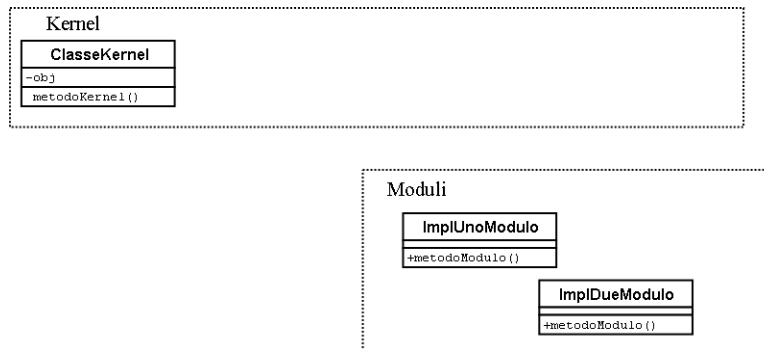 Kernel
ClasseKernel
-obj
metodoKernel()
Moduli
ImplUnoModulo
+metodoModulo()
ImplDueModulo
+metodoModulo()